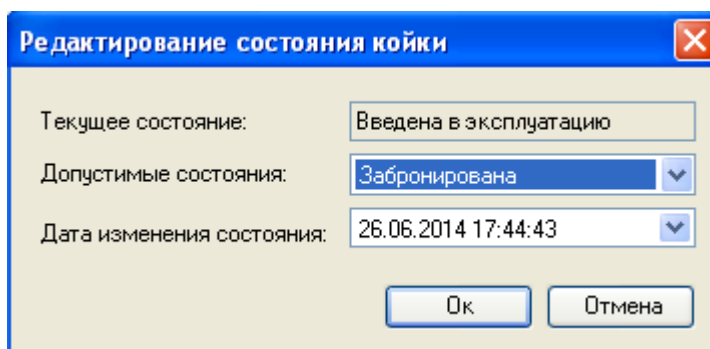 Редактирование состояния койки
Текущее состояние: Введена в эксплуатацию
Допустимые состояния: Забронирована
Дата изменения состояния: 26.06.2014 17:44:43
Ок Отмена